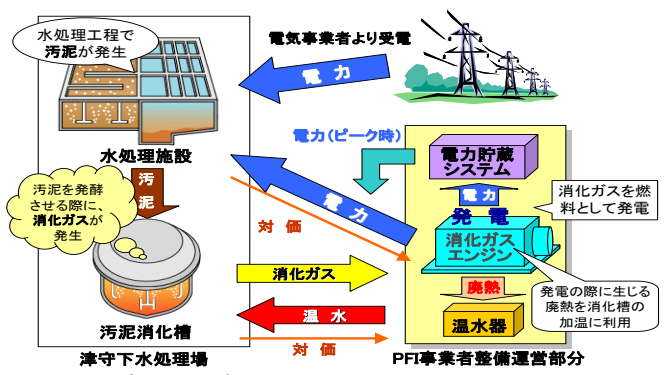 水処理工程で
汚泥が発生
電気事業者より受電
電 力
水処理施設
電力(ピーク時)
電力貯蔵
システム
汚泥を発酵
させる際に、
消化ガスが
発生
汚
泥
電 力
対 価
電 力
発 電
消化ガスを燃
料として発電
消化ガス
エンジン
消化ガス
廃熱
発電の際に生じる
廃熱を消化槽の
加温に利用
温 水
温水器
汚泥消化槽
対 価
津守下水処理場
PFI事業者整備運営部分